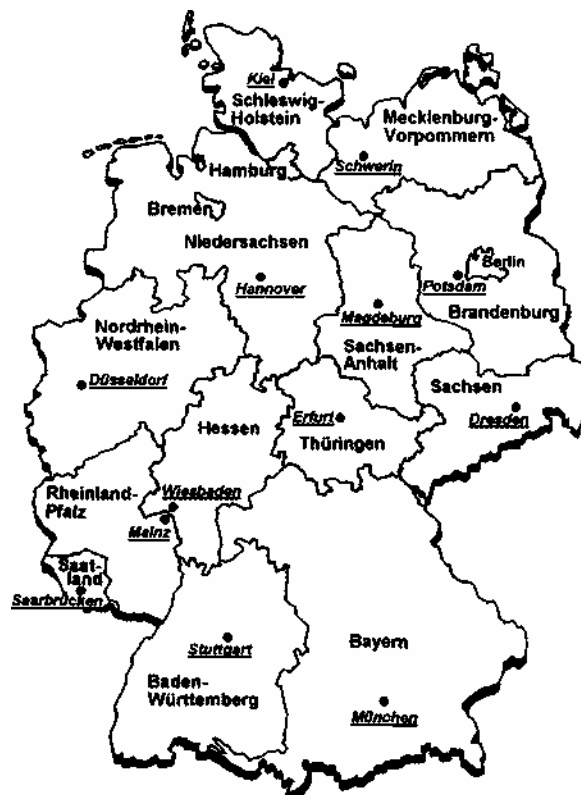 Kiel
Schleswig-
Holstein
Mecklenburg-
Vorpommern
Schwerin
Hamburg
Bremen
Niedersachsen
Berlin
Hannover
Potsdam
Brandenburg
Magdeburg
Nordrhein-
Westfalen
Sachsen-
Anhalt
Düsseldorf
Sachsen
Dresden
Erfurt
Hessen
Thüringen
Wiesbaden
Rheinland-
Pfalz
Mainz
Saat-
land
Saarbrücken
Stuttgart
Bayern
Baden-
Württemberg
München